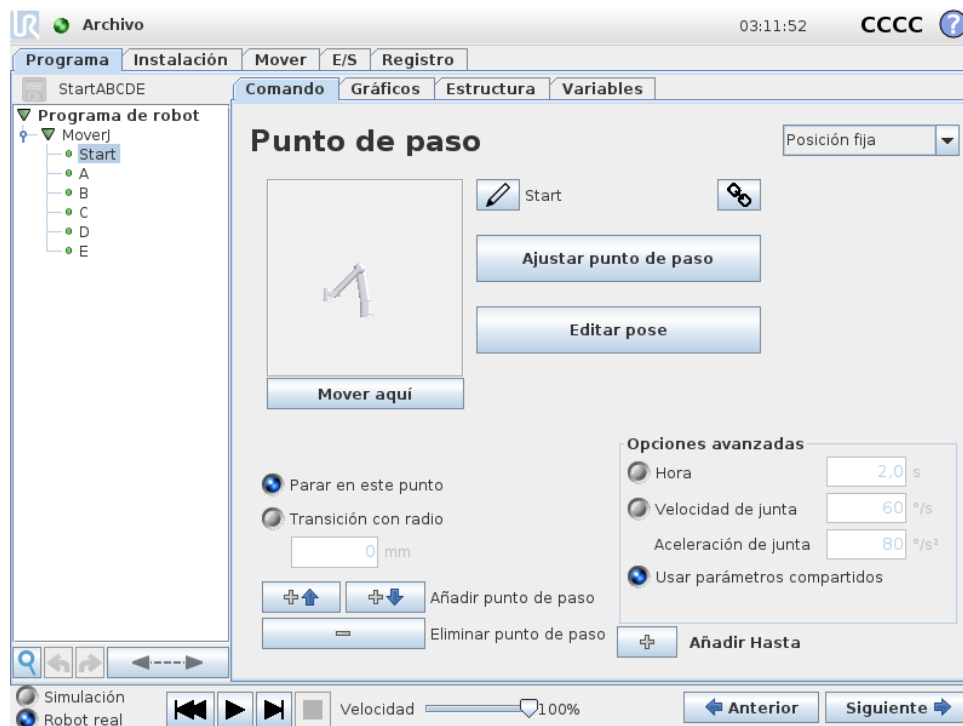 UR Archivo 03:11:52 CCCC ?
Programa Instalación Mover E/S Registro
StartABCDE Comando Gráficos Estructura Variables
Programa de robot
MoverJ
Start
A
B
C
D
E
Punto de paso Posición fija
Start
Ajustar punto de paso
Editar pose
Mover aquí
Opciones avanzadas
Parar en este punto
Transición con radio
0 mm
Hora 2,0 s
Velocidad de junta 60 °/s
Aceleración de junta 80 °/s²
Usar parámetros compartidos
Añadir punto de paso
Eliminar punto de paso
Añadir Hasta
Simulación
Robot real
Velocidad 100%
Anterior Siguiente